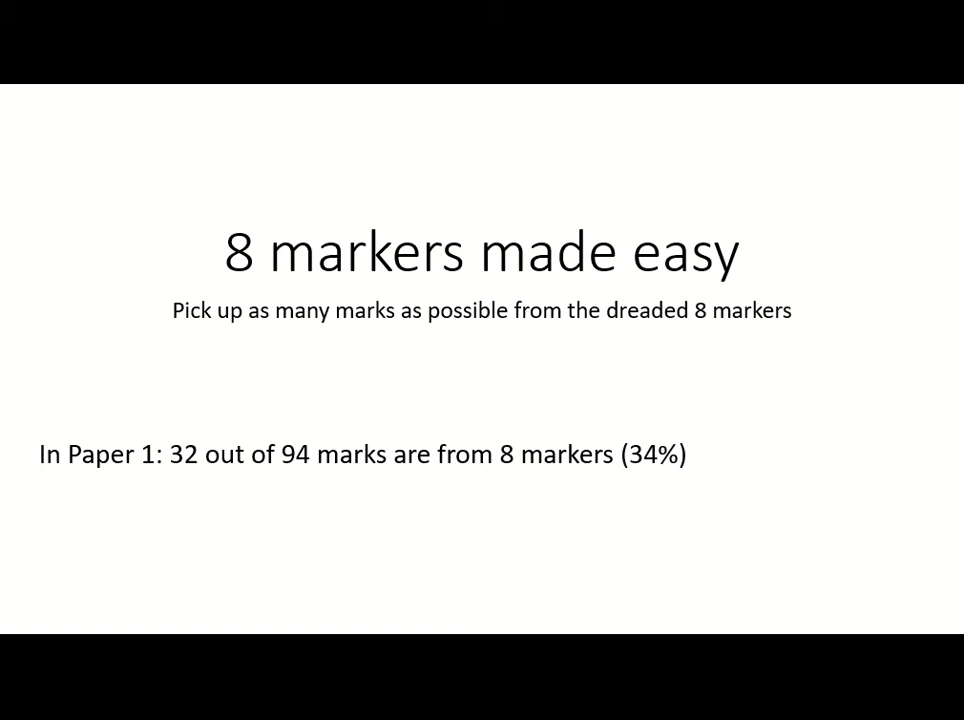 8 markers made easy
Pick up as many marks as possible from the dreaded 8 markers
In Paper 1: 32 out of 94 marks are from 8 markers (34%)